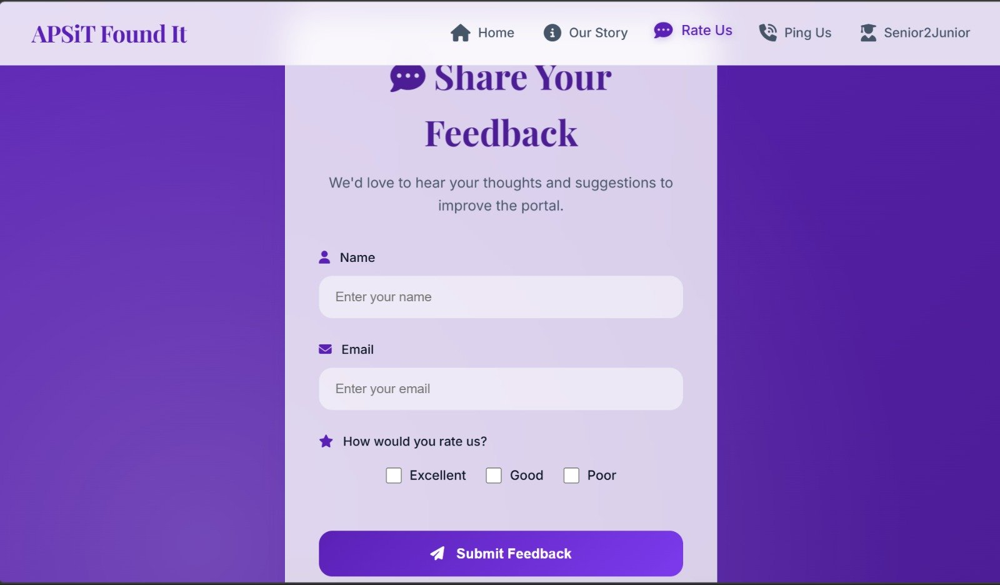 APSiT Found It
Home Our Story Rate Us Ping Us Senior2Junior
Share Your
Feedback
We'd love to hear your thoughts and suggestions to
improve the portal.
Name
Enter your name
Email
Enter your email
How would you rate us?
Excellent Good Poor
Submit Feedback